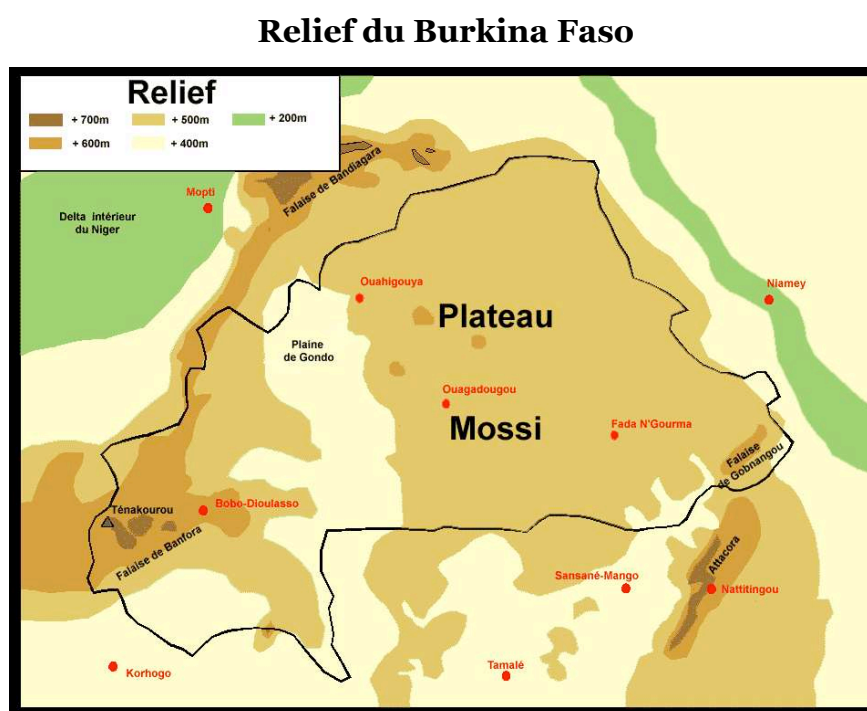 Relief du Burkina Faso
Relief
+ 700m
+ 500m
+ 200m
+ 600m
+ 400m
Falaise de Bandiagara
Mopti
Delta intérieur
du Niger
Ouahigouya
Niamey
Plateau
Plaine
de Gondo
Ouagadougou
Mossi
Fada N'Gourma
Falaise
de Gobnangou
Ténakourou
Bobo-Dioulasso
Falaise de Banfora
Attacora
Sansané-Mango
Nattitingou
Korhogo
Tamalé